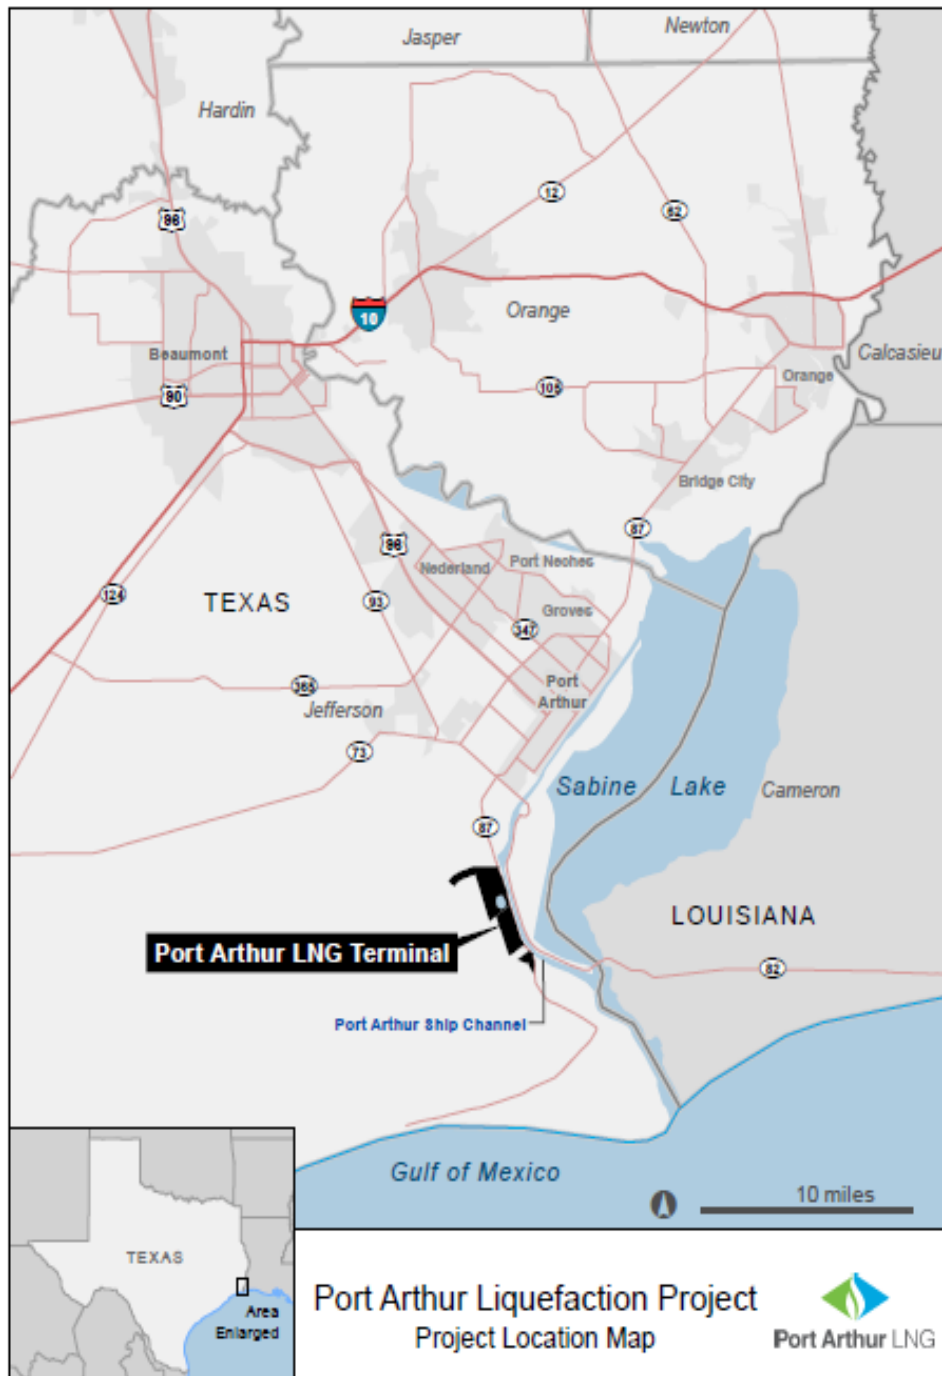 Jasper
Newton
Hardin
96
12
62
10
Orange
Beaumont
Calcasieu
90
105
Orange
Bridge City
87
96
Nederland
Port Neches
124
TEXAS
93
Groves
347
365
Jefferson
Port
Arthur
73
Sabine Lake
Cameron
87
LOUISIANA
Port Arthur LNG Terminal
82
Port Arthur Ship Channel
Gulf of Mexico
10 miles
TEXAS
Area
Enlarged
Port Arthur Liquefaction Project
Project Location Map
Port Arthur LNG